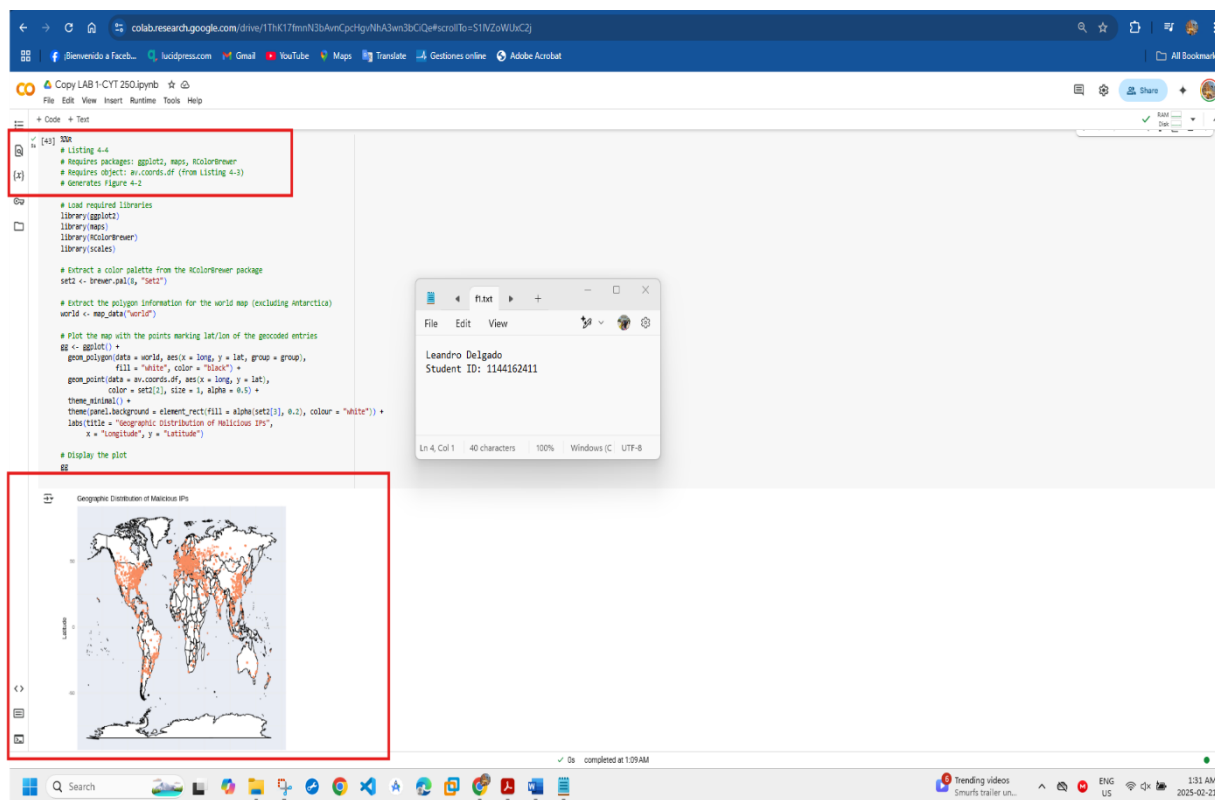 colab.research.google.com/drive/1ThK17fmnN3bAvnCpcHgvNhA3wn3bCiQe#scrollTo=S1IVZoWUxC2j
¡Bienvenido a Faceb... lucidpress.com Gmail YouTube Maps Translate Gestiones online Adobe Acrobat All Bookmark
Copy LAB 1-CYT 250.ipynb
File Edit View Insert Runtime Tools Help
Share
+ Code + Text
RAM
Disk
[43] %%R
# Listing 4-4
# Requires packages: ggplot2, maps, RColorBrewer
# Requires object: av.coords.df (from Listing 4-3)
# Generates Figure 4-2
# Load required libraries
library(ggplot2)
library(maps)
library(RColorBrewer)
library(scales)
# Extract a color palette from the RColorBrewer package
set2 <- brewer.pal(8, "Set2")
# Extract the polygon information for the world map (excluding Antarctica)
world <- map_data("world")
# Plot the map with the points marking lat/lon of the geocoded entries
gg <- ggplot() +
geom_polygon(data = world, aes(x = long, y = lat, group = group),
fill = "white", color = "black") +
geom_point(data = av.coords.df, aes(x = long, y = lat),
color = set2[2], size = 1, alpha = 0.5) +
theme_minimal() +
theme(panel.background = element_rect(fill = alpha(set2[3], 0.2), colour = "white")) +
labs(title = "Geographic Distribution of Malicious IPs",
x = "Longitude", y = "Latitude")
# Display the plot
gg
f1.txt
File Edit View
Leandro Delgado
Student ID: 1144162411
Ln 4, Col 1 40 characters 100% Windows (C UTF-8
Geographic Distribution of Malicious IPs
Latitude
0
0s completed at 1:09 AM
Search
Trending videos
Smurfs trailer un...
ENG
US
1:31 AM
2025-02-21